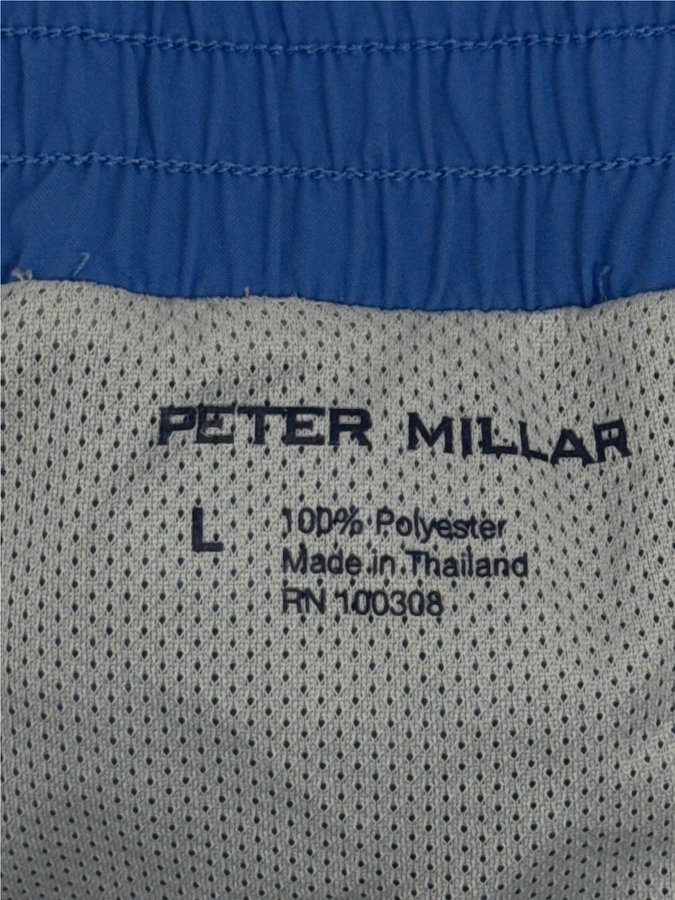 PETER MILLAR
L
100% Polyester
Made in Thailand
RN 100308